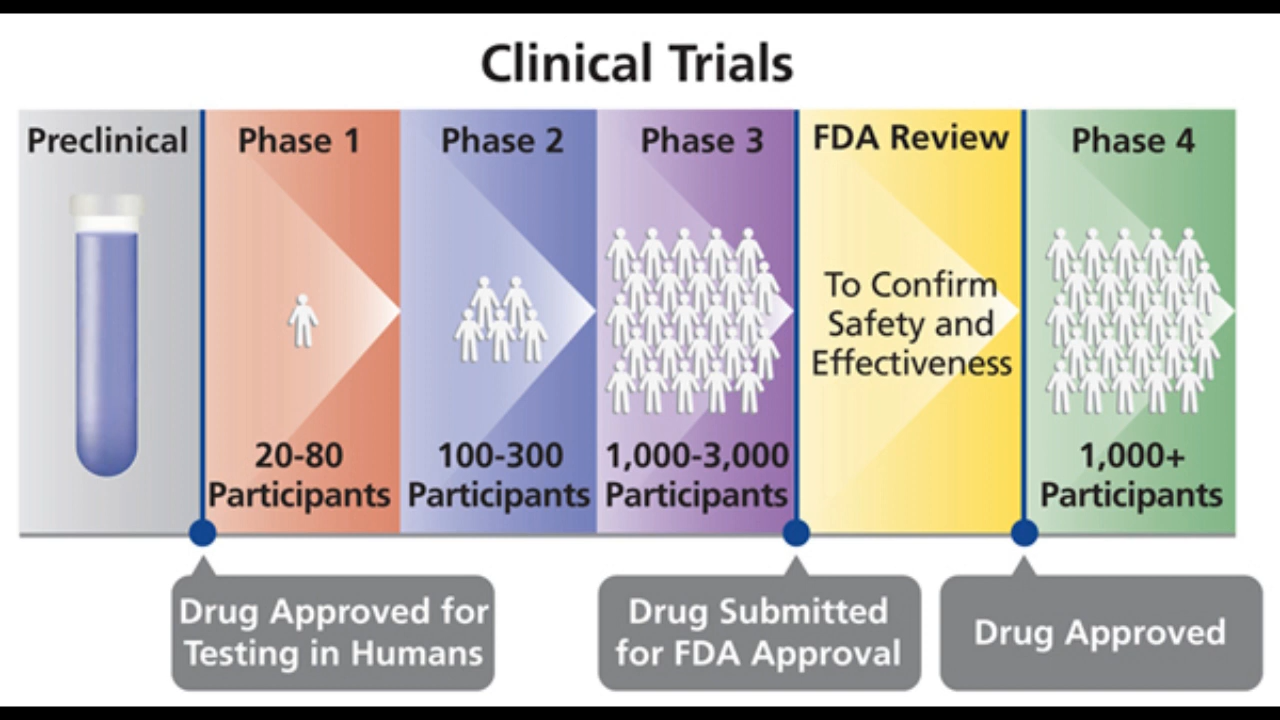 Clinical Trials
Preclinical
Phase 1
Phase 2
Phase 3
FDA Review
Phase 4
To Confirm
Safety and
Effectiveness
20-80
Participants
100-300
Participants
1,000-3,000
Participants
1,000+
Participants
Drug Approved for
Testing in Humans
Drug Submitted
for FDA Approval
Drug Approved